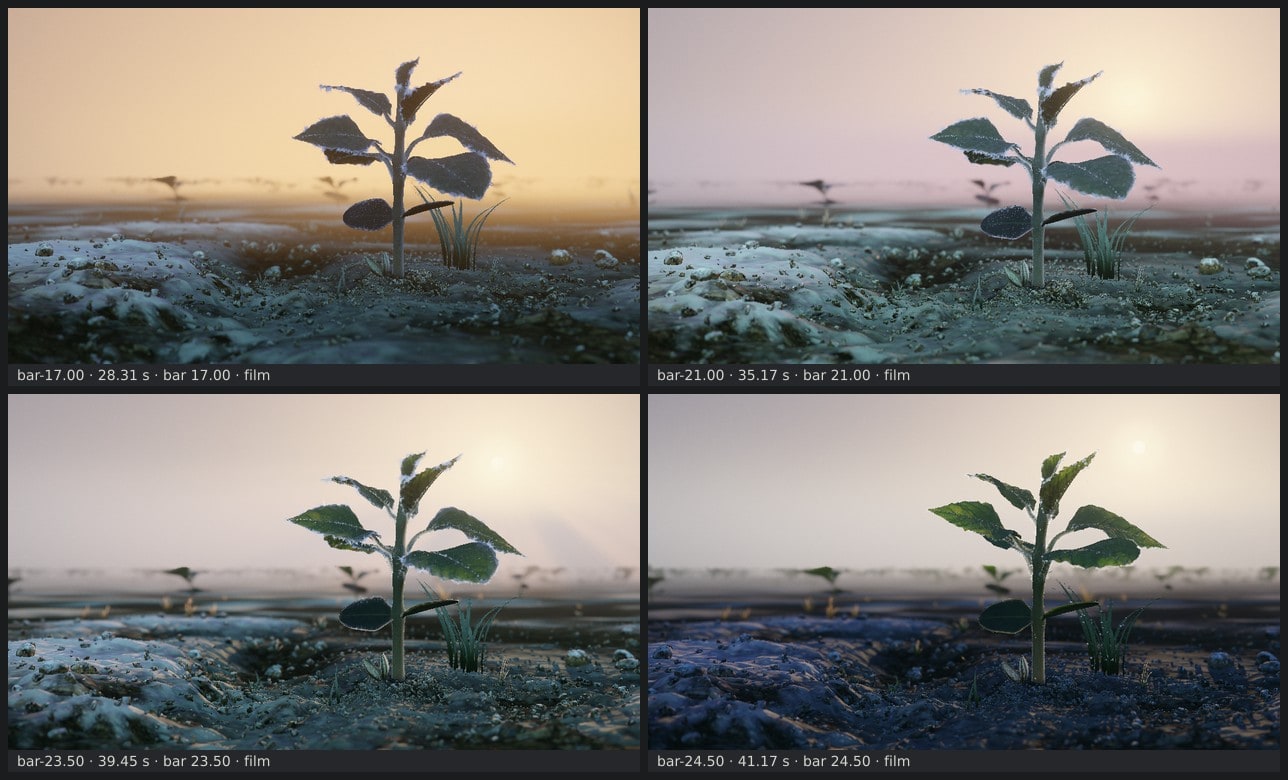 bar-17.00 · 28.31 s · bar 17.00 · film
bar-21.00 · 35.17 s · bar 21.00 · film
bar-23.50 · 39.45 s · bar 23.50 · film
bar-24.50 · 41.17 s · bar 24.50 · film